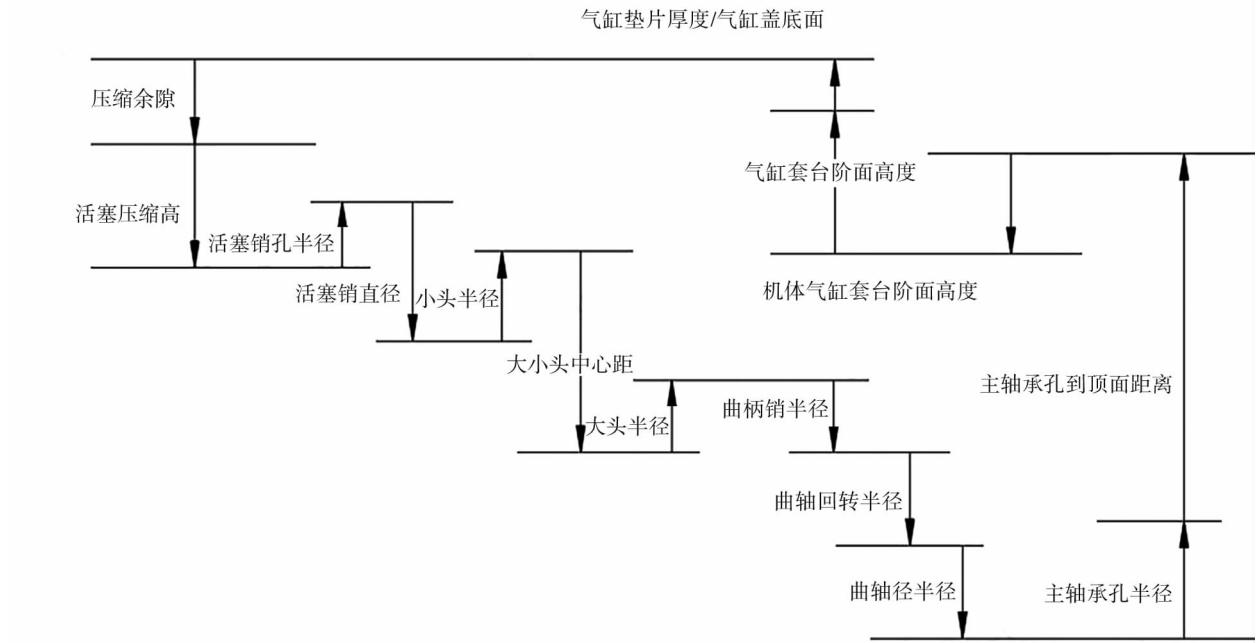 气缸垫片厚度/气缸盖底面
压缩余隙
气缸套台阶面高度
活塞压缩高
活塞销孔半径
活塞销直径
小头半径
机体气缸套台阶面高度
大小头中心距
主轴承孔到顶面距离
曲柄销半径
大头半径
曲轴回转半径
曲轴径半径
主轴承孔半径